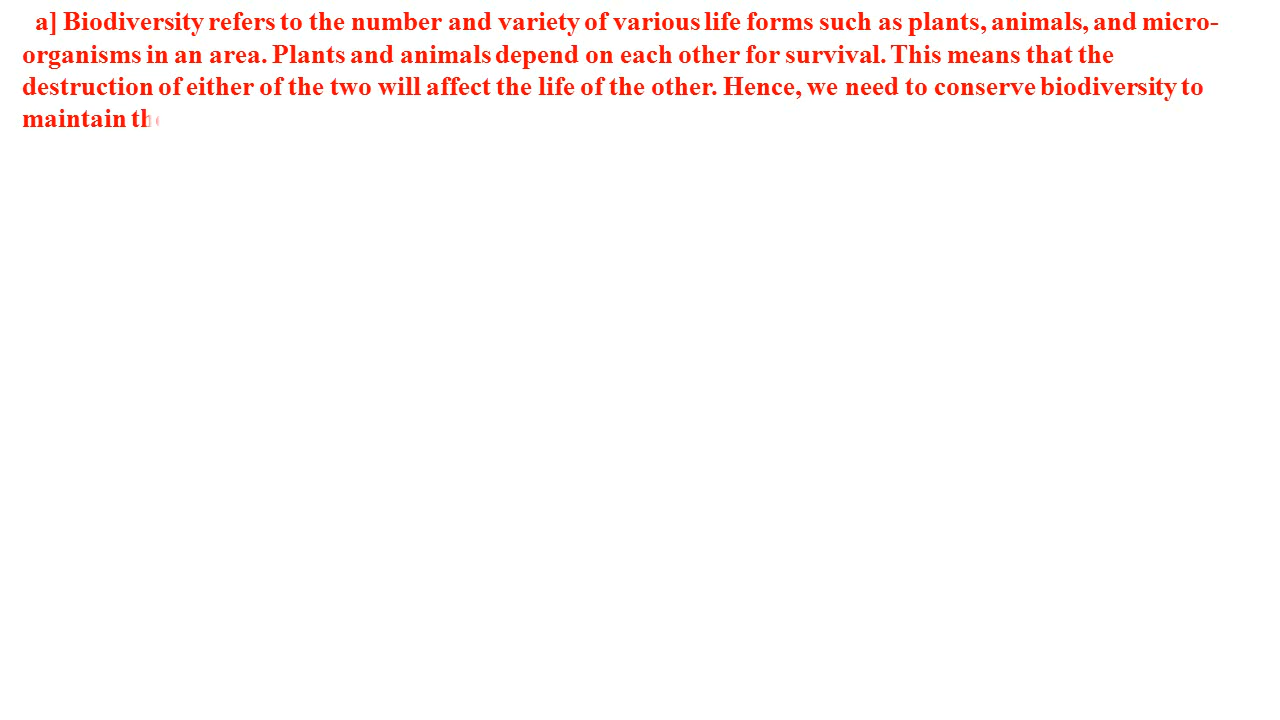 a] Biodiversity refers to the number and variety of various life forms such as plants, animals, and micro-
organisms in an area. Plants and animals depend on each other for survival. This means that the
destruction of either of the two will affect the life of the other. Hence, we need to conserve biodiversity to
maintain